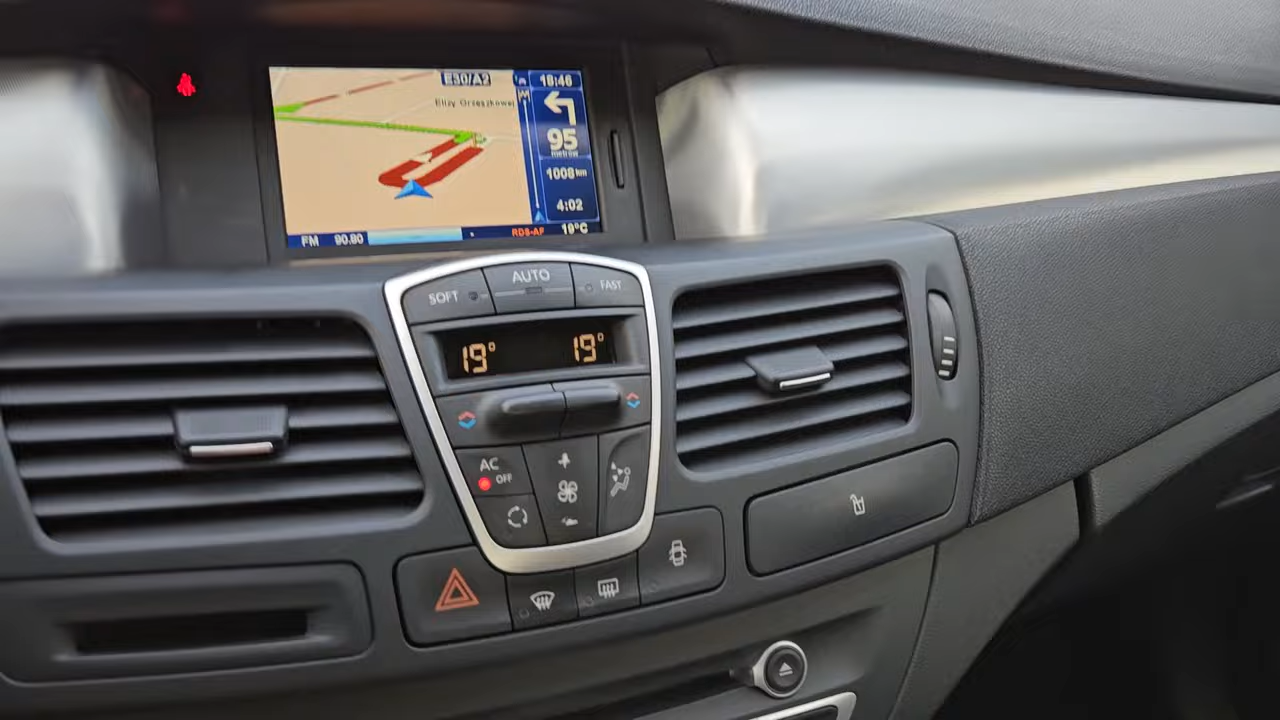 E30/A2
18:46
Elizy Orzeszkowej
95
metrów
1008 km
4:02
FM 90.80
RDS-AF
19°C
SOFT
AUTO
FAST
19°
19°
AC
OFF